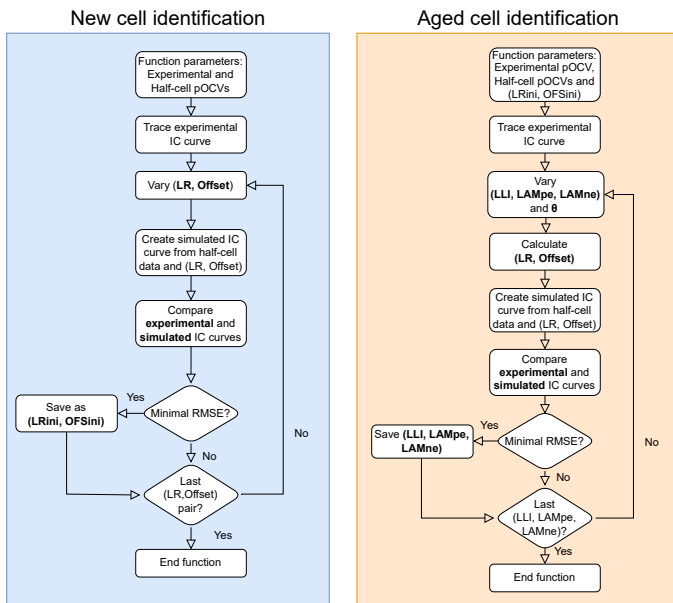 New cell identification
Function parameters:
Experimental and
Half-cell pOCVs
Trace experimental
IC curve
Vary (LR, Offset)
Create simulated IC
curve from half-cell
data and (LR, Offset)
Compare
experimental and
simulated IC curves
Minimal RMSE?
Yes
Save as
(LRini, OFSini)
No
Last
(LR,Offset)
pair?
No
Yes
End function
Aged cell identification
Function parameters:
Experimental pOCV,
Half-cell pOCVs and
(LRini, OFSini)
Trace experimental
IC curve
Vary
(LLI, LAMpe, LAMne)
and θ
Calculate
(LR, Offset)
Create simulated IC
curve from half-cell
data and (LR, Offset)
Compare
experimental and
simulated IC curves
Minimal RMSE?
Yes
Save (LLI, LAMpe,
LAMne)
No
Last
(LLI, LAMpe,
LAMne)?
No
Yes
End function